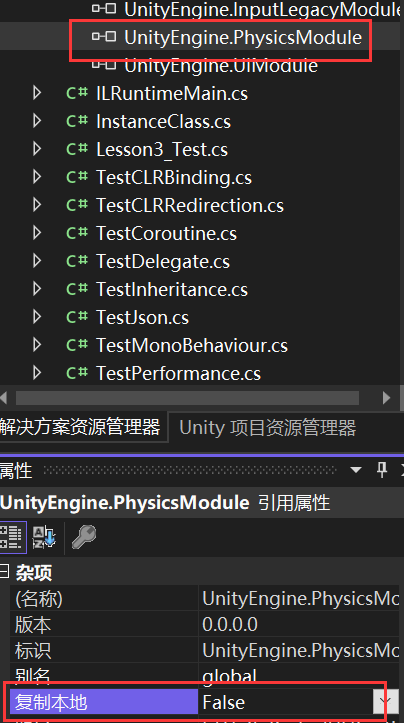 UnityEngine.InputLegacyModule
UnityEngine.PhysicsModule
UnityEngine.UIModule
C# ILRuntimeMain.cs
C# InstanceClass.cs
C# Lesson3_Test.cs
C# TestCLRBinding.cs
C# TestCLRRedirection.cs
C# TestCoroutine.cs
C# TestDelegate.cs
C# TestInheritance.cs
C# TestJson.cs
C# TestMonoBehaviour.cs
C# TestPerformance.cs
解决方案资源管理器 Unity 项目资源管理器
属性
UnityEngine.PhysicsModule 引用属性
杂项
(名称) UnityEngine.PhysicsMo
版本 0.0.0.0
标识 UnityEngine.PhysicsMo
别名 global
复制本地 False